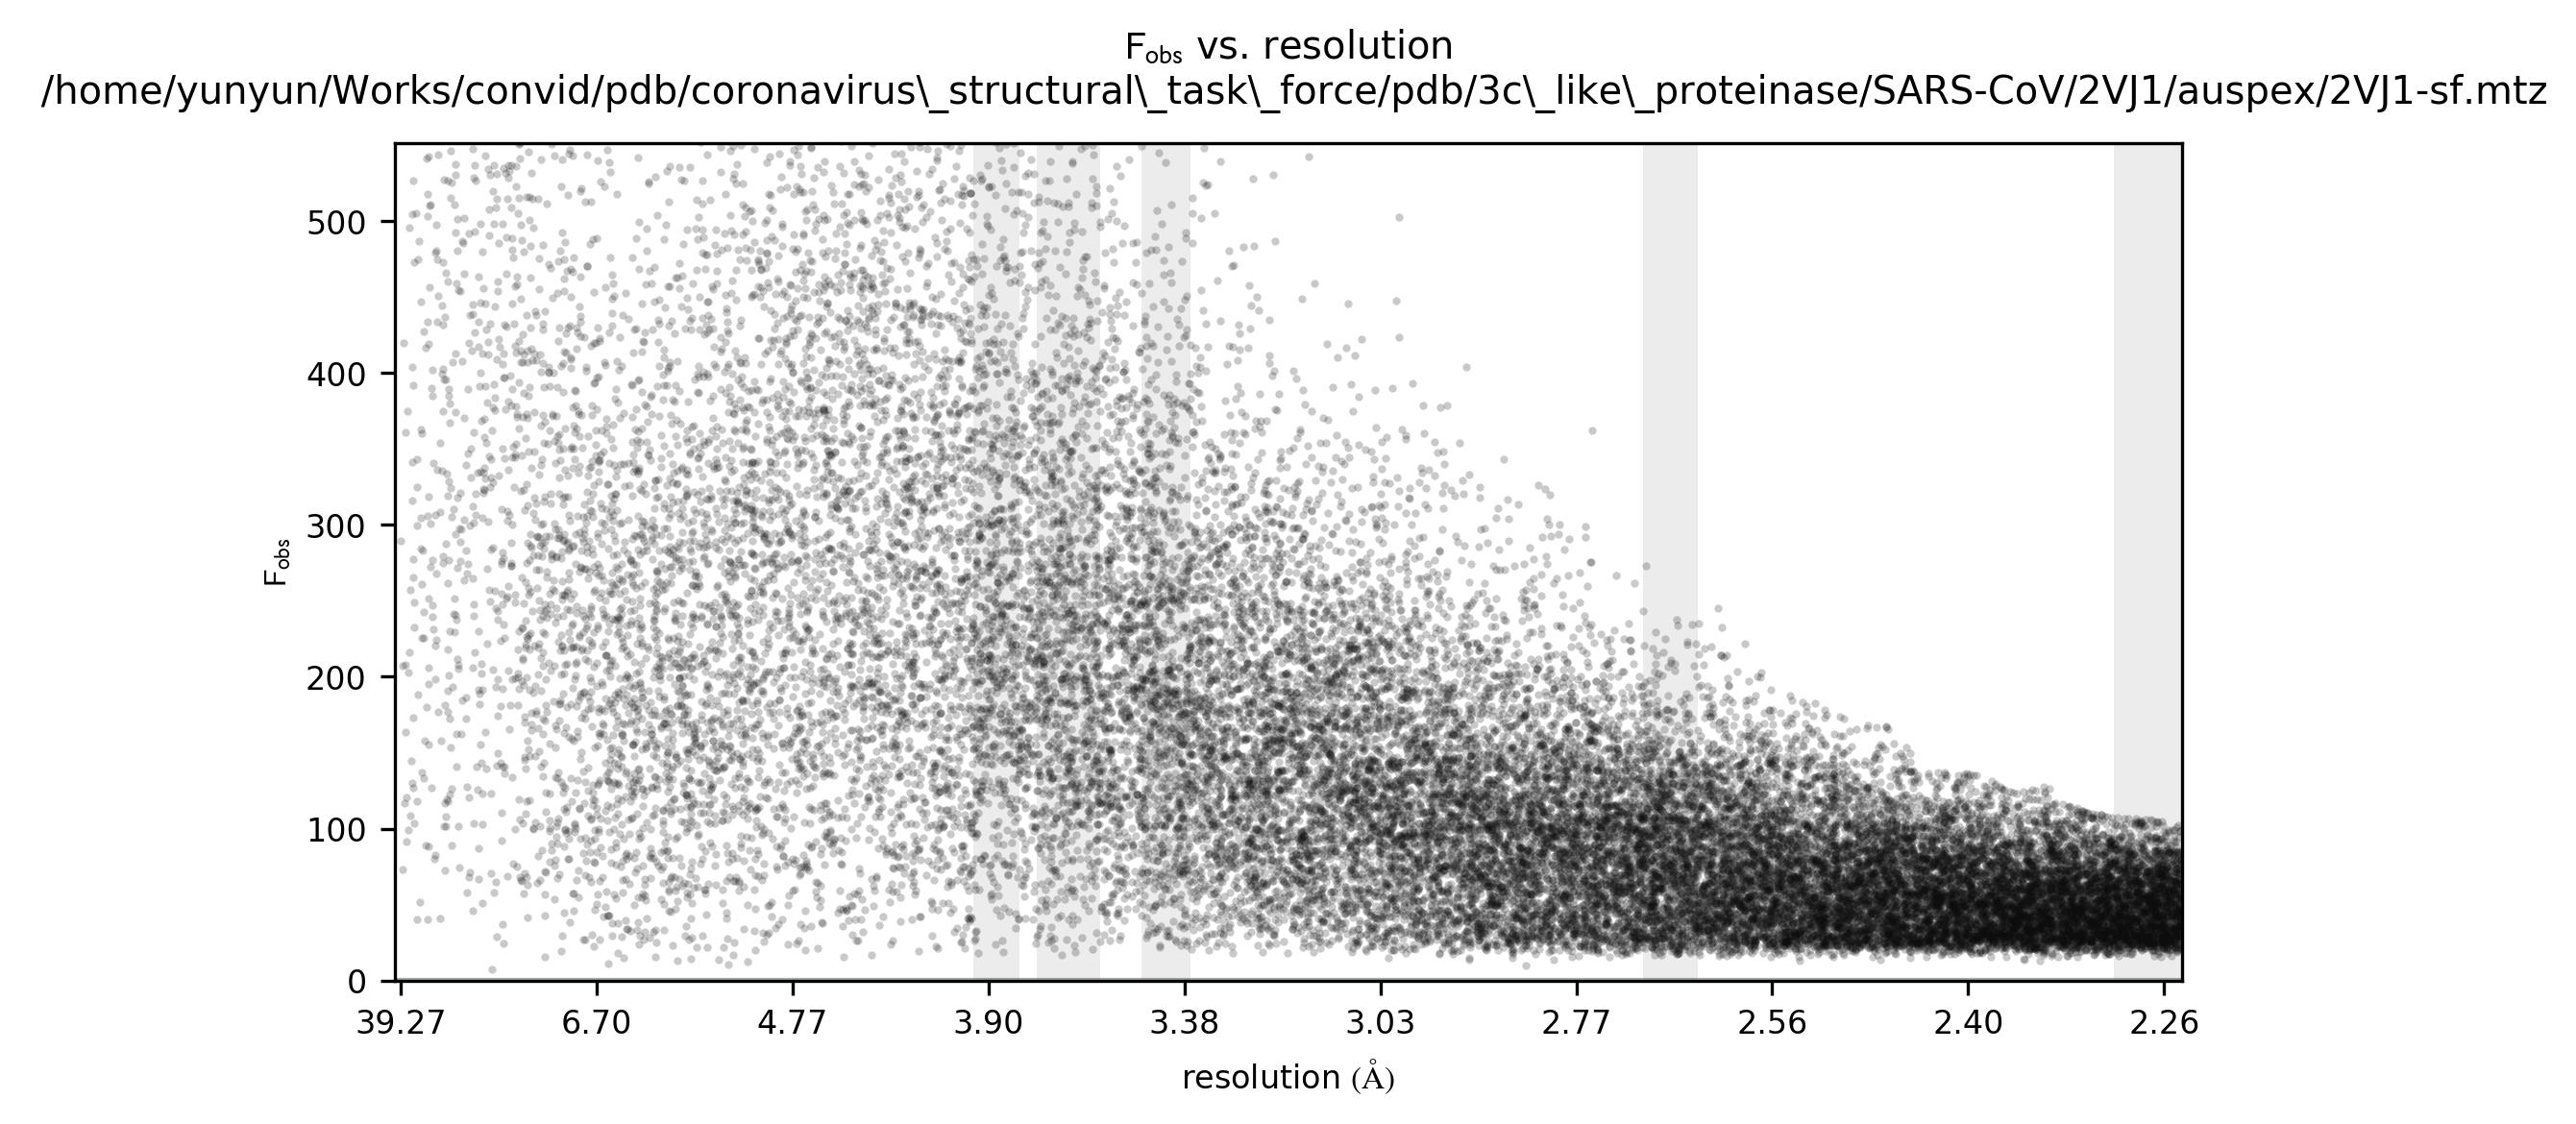 Fobs vs. resolution
/home/yunyun/Works/convid/pdb/coronavirus\_structural\_task\_force/pdb/3c\_like\_proteinase/SARS-CoV/2VJ1/auspex/2VJ1-sf.mtz
500
400
300
200
100
0
Fobs
39.27 6.70 4.77 3.90 3.38 3.03 2.77 2.56 2.40 2.26
resolution (Å)